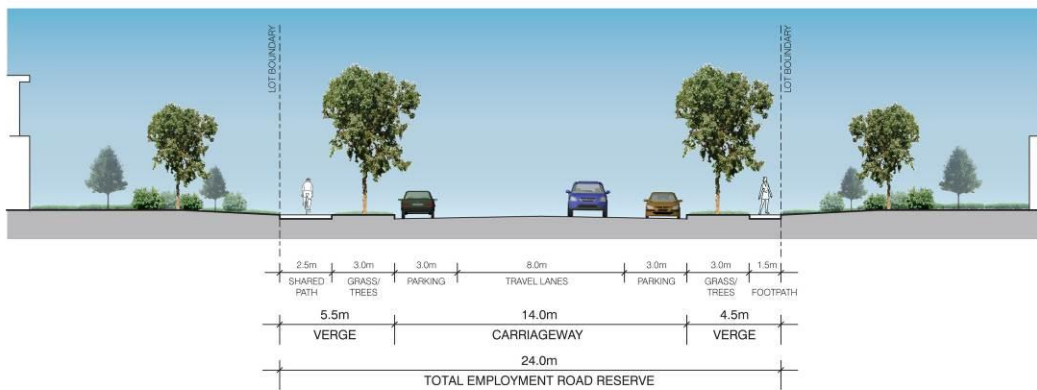 LOT BOUNDARY
LOT BOUNDARY
2.5m 3.0m 3.0m 8.0m 3.0m 3.0m 1.5m
SHARED GRASS/ PARKING TRAVEL LANES PARKING GRASS/ FOOTPATH
PATH TREES TREES
5.5m 14.0m 4.5m
VERGE CARRIAGEWAY VERGE
24.0m
TOTAL EMPLOYMENT ROAD RESERVE